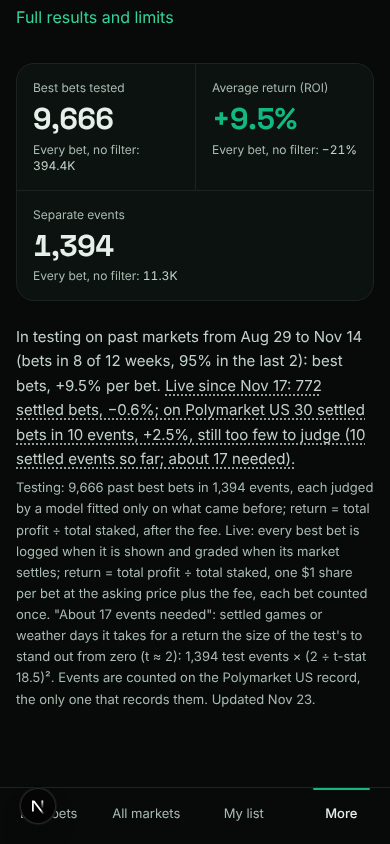 Full results and limits
Best bets tested
9,666
Every bet, no filter:
394.4K
Average return (ROI)
+9.5%
Every bet, no filter: −21%
Separate events
1,394
Every bet, no filter: 11.3K
In testing on past markets from Aug 29 to Nov 14
(bets in 8 of 12 weeks, 95% in the last 2): best
bets, +9.5% per bet. Live since Nov 17: 772
settled bets, −0.6%; on Polymarket US 30 settled
bets in 10 events, +2.5%, still too few to judge (10
settled events so far; about 17 needed).
Testing: 9,666 past best bets in 1,394 events, each judged
by a model fitted only on what came before; return = total
profit ÷ total staked, after the fee. Live: every best bet is
logged when it is shown and graded when its market
settles; return = total profit ÷ total staked, one $1 share
per bet at the asking price plus the fee, each bet counted
once. "About 17 events needed": settled games or
weather days it takes for a return the size of the test's to
stand out from zero (t ≈ 2): 1,394 test events × (2 ÷ t-stat
18.5)². Events are counted on the Polymarket US record,
the only one that records them. Updated Nov 23.
N
bets
All markets
My list
More